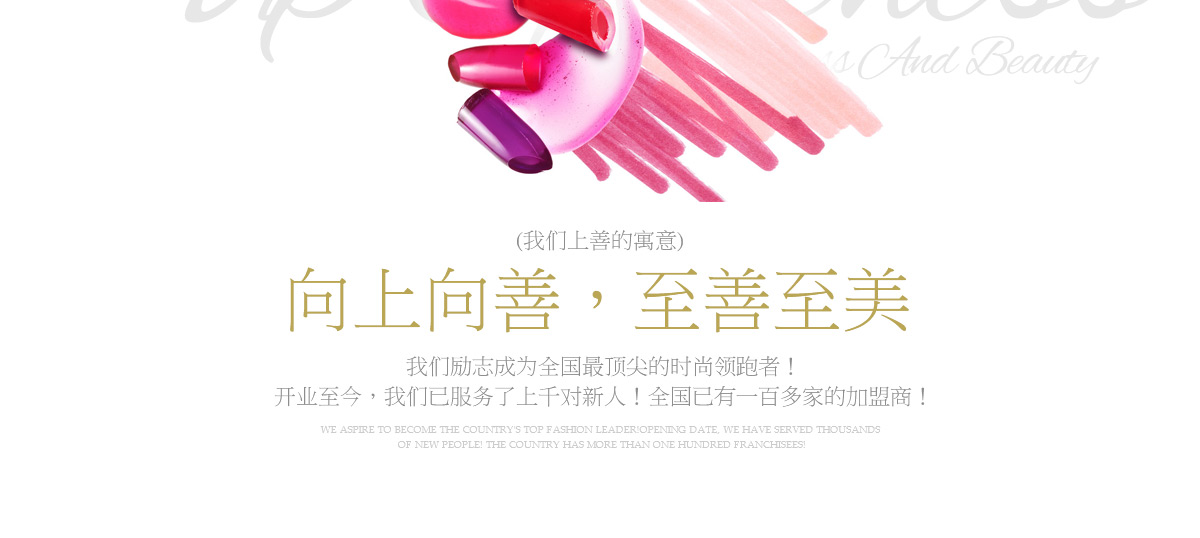 And Beauty
(我们上善的寓意)
向上向善，至善至美
我们励志成为全国最顶尖的时尚领跑者！
开业至今，我们已服务了上千对新人！全国已有一百多家的加盟商！
WE ASPIRE TO BECOME THE COUNTRY'S TOP FASHION LEADER!OPENING DATE, WE HAVE SERVED THOUSANDS
OF NEW PEOPLE! THE COUNTRY HAS MORE THAN ONE HUNDRED FRANCHISEES!